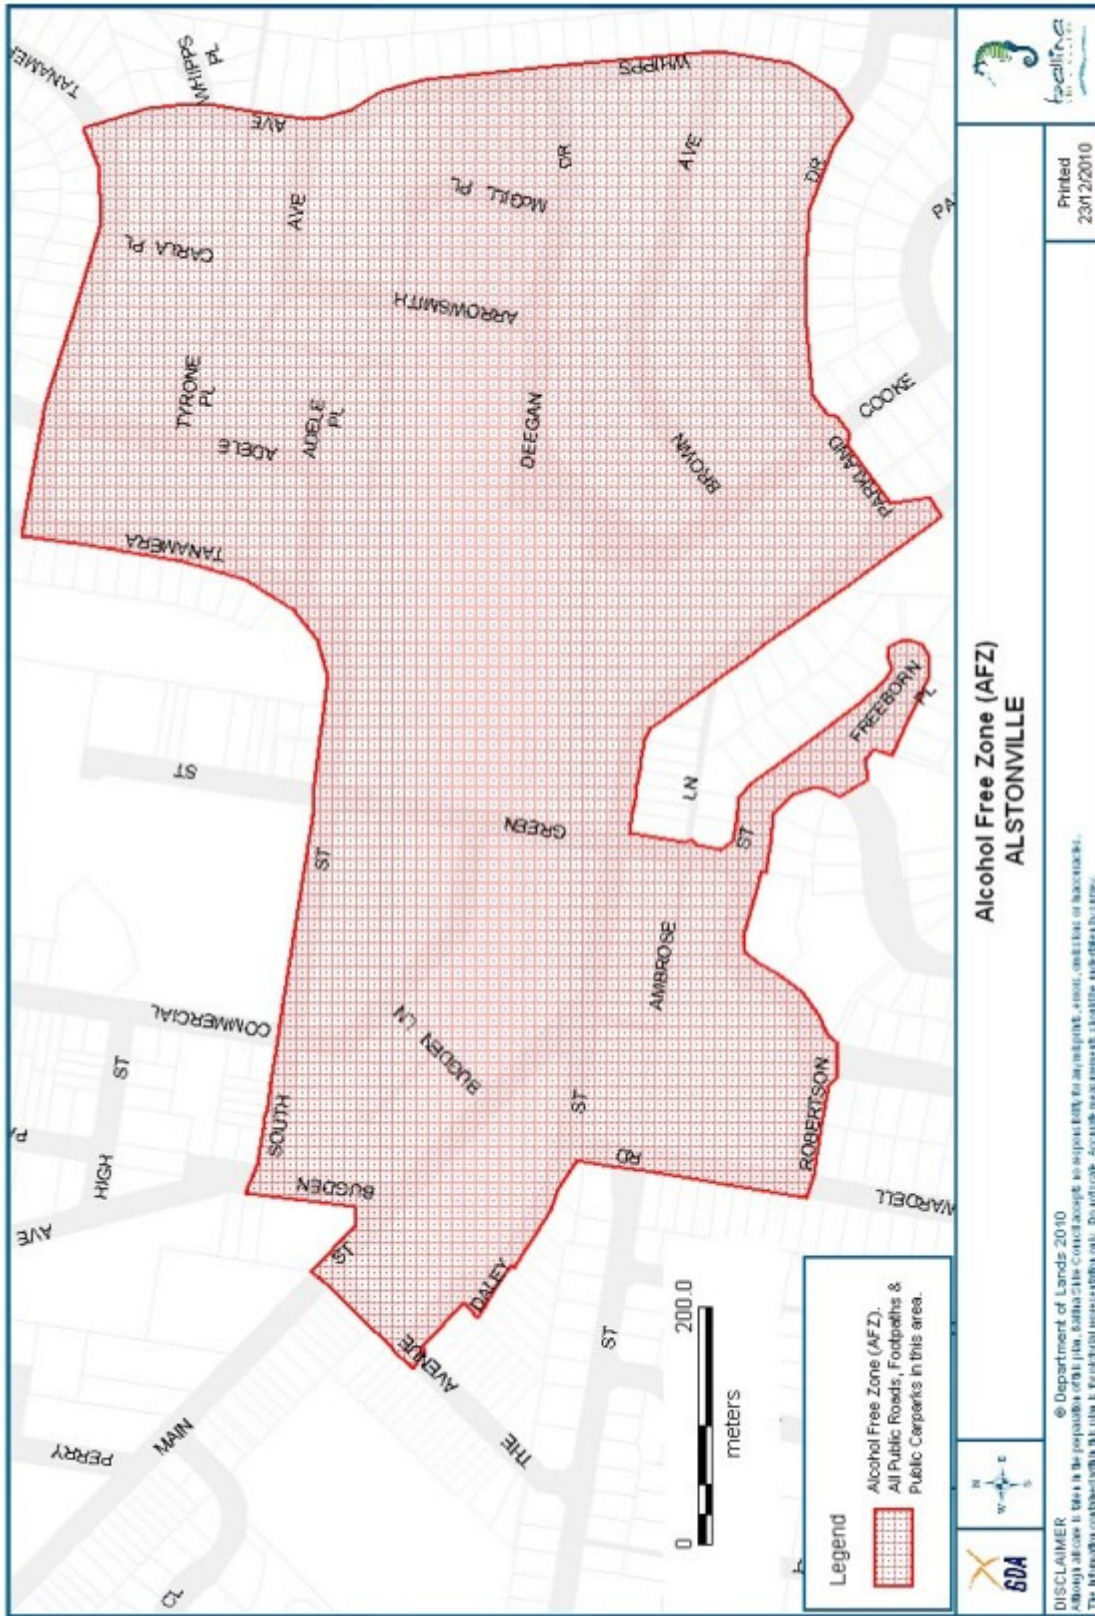 TANAMER
WHIPPS
PL
AVE
WHIPPS
CARLA PL
AVE
McGILL PL
DR
AVE
DR
PA
ARROWSMITH
TYRONE
PL
ADELE
ADELE
PL
DEEGAN
BROWN
COOKE
PARKLAND
TANAMERA
ST
ST
GREEN
LN
ST
FREEBORN
PL
AMBROSE
COMMERCIAL
ST
HIGH
AVE
SOUTH
BUGDEN
BUGDEN LN
ST
RD
ROBERTSON
WARDELL
ST
DALEY
AVENUE
THE
ST
MAIN
PERRY
CL
0 200.0
meters
Legend
Alcohol Free Zone (AFZ).
All Public Roads, Footpaths &
Public Carparks in this area.
GDA
N
W E
S
Alcohol Free Zone (AFZ)
ALSTONVILLE
ballina
Printed
23/12/2010
DISCLAIMER
© Department of Lands 2010